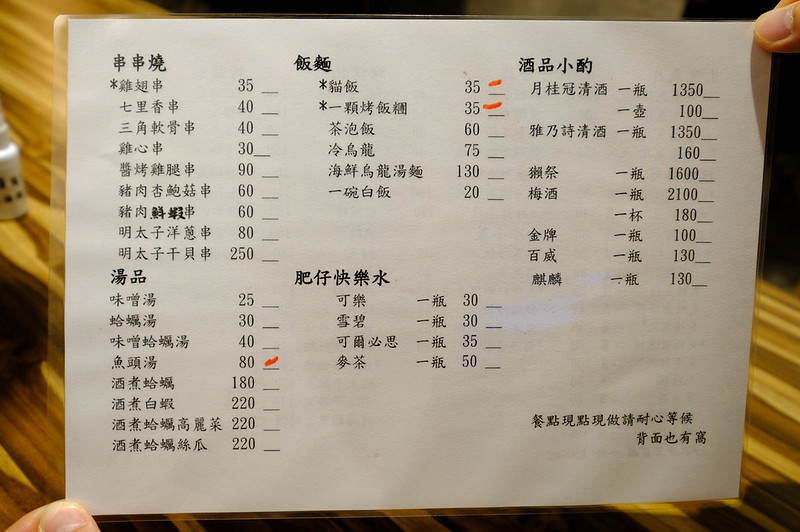 串串燒
*雞翅串 35
七里香串 40
三角軟骨串 40
雞心串 30
醬烤雞腿串 90
豬肉杏鮑菇串 60
豬肉鮮蝦串 60
明太子洋蔥串 80
明太子干貝串 250
湯品
味噌湯 25
蛤蠣湯 30
味噌蛤蠣湯 40
魚頭湯 80
酒煮蛤蠣 180
酒煮白蝦 220
酒煮蛤蠣高麗菜 220
酒煮蛤蠣絲瓜 220
飯麵
*貓飯 35
*一顆烤飯糰 35
茶泡飯 60
冷烏龍 75
海鮮烏龍湯麵 130
一碗白飯 20
肥仔快樂水
可樂 一瓶 30
雪碧 一瓶 30
可爾必思 一瓶 35
麥茶 一瓶 50
酒品小酌
月桂冠清酒 一瓶 1350
一壺 100
雅乃詩清酒 一瓶 1350
160
獺祭 一瓶 1600
梅酒 一瓶 2100
一杯 180
金牌 一瓶 100
百威 一瓶 130
麒麟 一瓶 130
餐點現點現做請耐心等候
背面也有窩